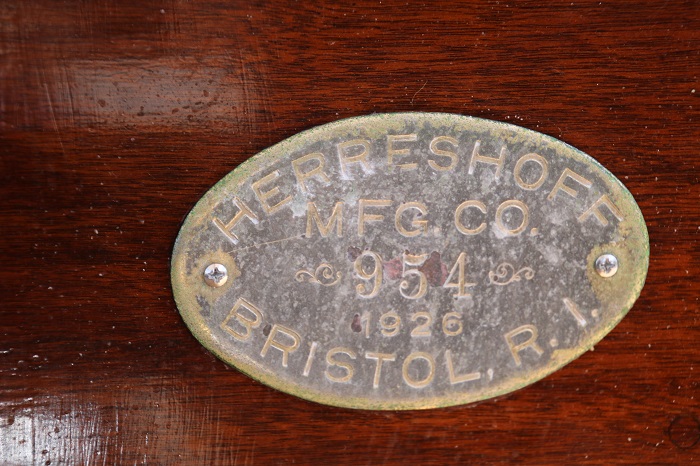 HERRESHOFF
MFG. CO.
954
1926
BRISTOL, R. I.